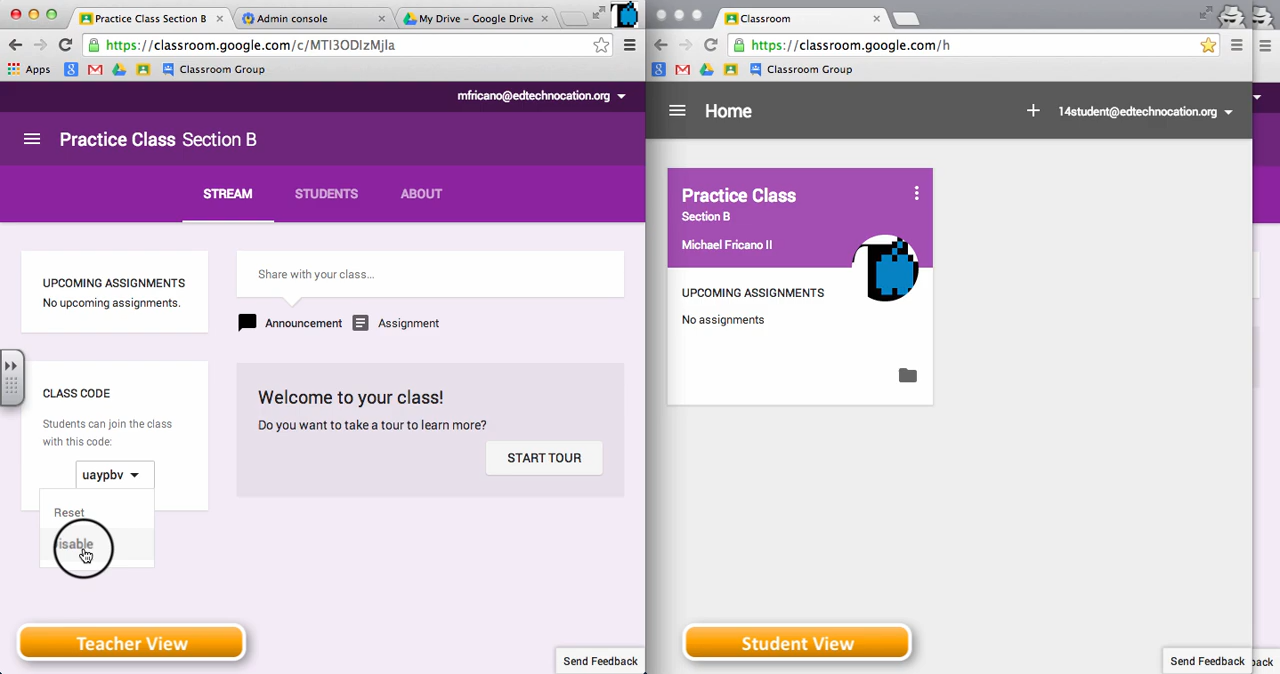 Practice Class Section B
Admin console
My Drive – Google Drive
https://classroom.google.com/c/MTI3ODIzMjla
Apps
Classroom Group
mfricano@edtechnocation.org
Practice Class Section B
STREAM
STUDENTS
ABOUT
UPCOMING ASSIGNMENTS
No upcoming assignments.
Share with your class...
Announcement
Assignment
CLASS CODE
Students can join the class
with this code:
uaypbv
Reset
isable
Welcome to your class!
Do you want to take a tour to learn more?
START TOUR
Teacher View
Send Feedback
Classroom
https://classroom.google.com/h
Classroom Group
Home
14student@edtechnocation.org
Practice Class
Section B
Michael Fricano II
UPCOMING ASSIGNMENTS
No assignments
Student View
Send Feedback
back